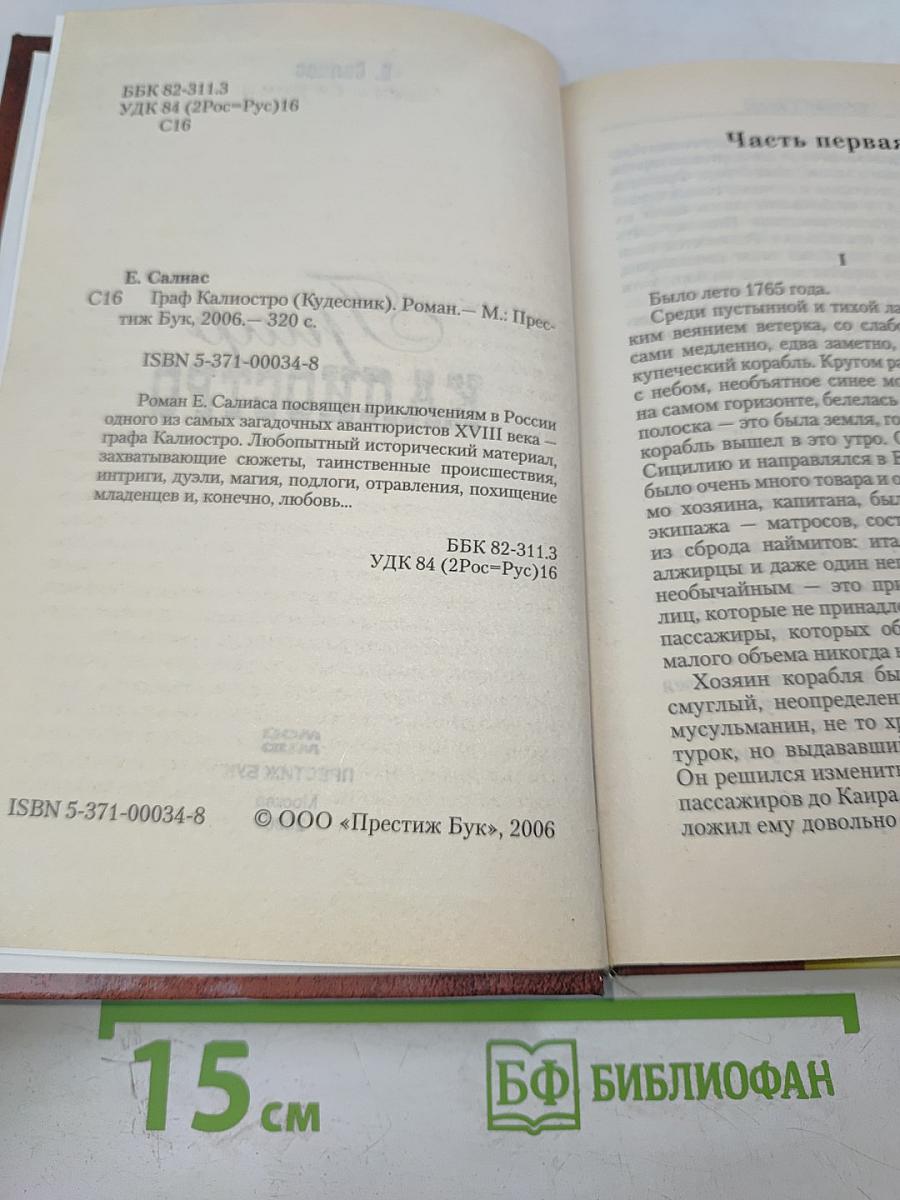 ББК 82-311.3
УДК 84 (2Рос=Рус)16
С16
Е. Салиас
С16 Граф Калиостро (Кудесник). Роман.— М.: Прес-
тиж Бук, 2006.— 320 с.
ISBN 5-371-00034-8
Роман Е. Салиаса посвящен приключениям в России
одного из самых загадочных авантюристов XVIII века —
графа Калиостро. Любопытный исторический материал,
захватывающие сюжеты, таинственные происшествия,
интриги, дуэли, магия, подлоги, отравления, похищение
младенцев и, конечно, любовь...
ББК 82-311.3
УДК 84 (2Рос=Рус)16
ISBN 5-371-00034-8 © ООО «Престиж Бук», 2006
Часть первая
I
Было лето 1765 года.
Среди пустынной и тихой
ким веянием ветерка, со
сами медленно, едва заметно,
купеческий корабль. Кругом
с небом, необъятное синее
на самом горизонте, белелась
полоска — это была земля,
корабль вышел в это утро.
Сицилию и направлялся в
было очень много товара и
мо хозяина, капитана,
экипажа — матросов,
из сброда наймитов:
алжирцы и даже один
необычайным — это
лиц, которые не
пассажиры, которых
малого объема никогда
Хозяин корабля
смуглый,
мусульманин, не то
турок, но
Он решился
пассажиров до Каира
ложил ему довольно
15 см
БФ БИБЛИОФАН